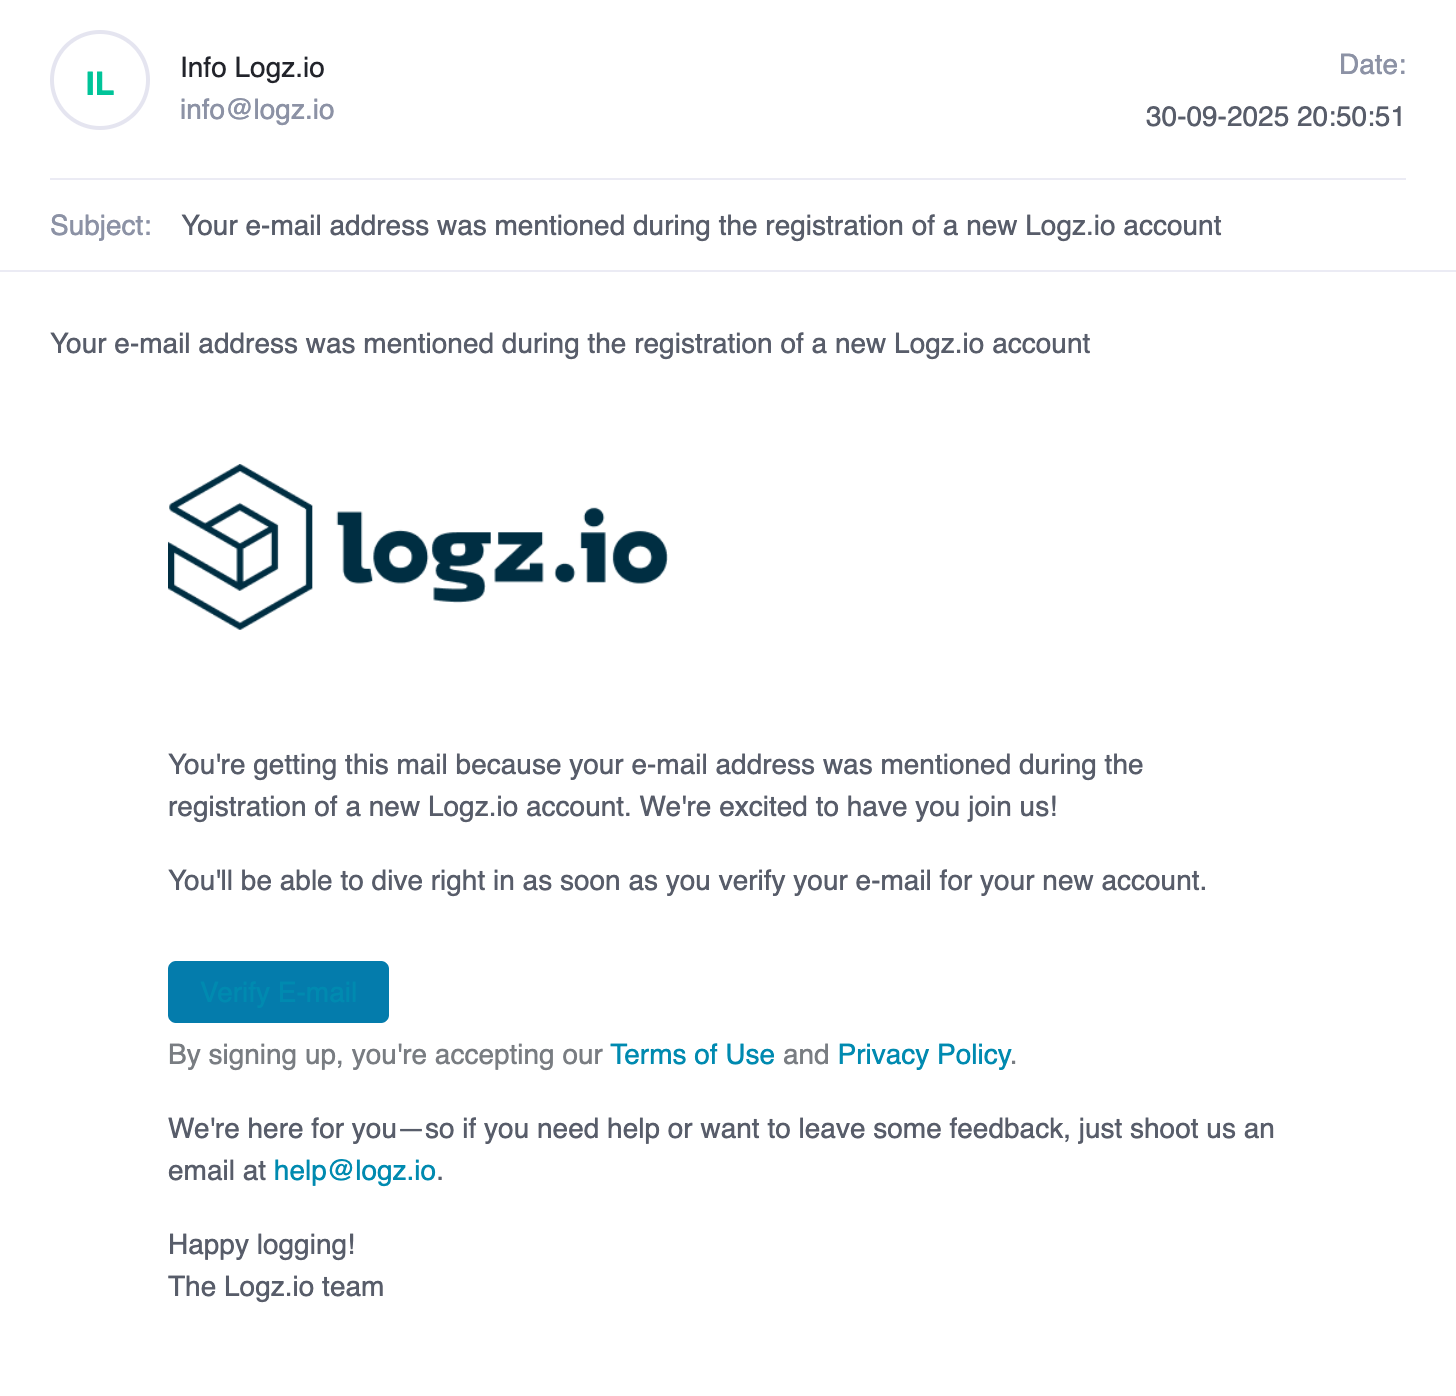 IL
Info Logz.io
info@logz.io
Date:
30-09-2025 20:50:51
Subject: Your e-mail address was mentioned during the registration of a new Logz.io account
Your e-mail address was mentioned during the registration of a new Logz.io account
logz.io
You're getting this mail because your e-mail address was mentioned during the
registration of a new Logz.io account. We're excited to have you join us!
You'll be able to dive right in as soon as you verify your e-mail for your new account.
Verify E-mail
By signing up, you're accepting our Terms of Use and Privacy Policy.
We're here for you—so if you need help or want to leave some feedback, just shoot us an
email at help@logz.io.
Happy logging!
The Logz.io team